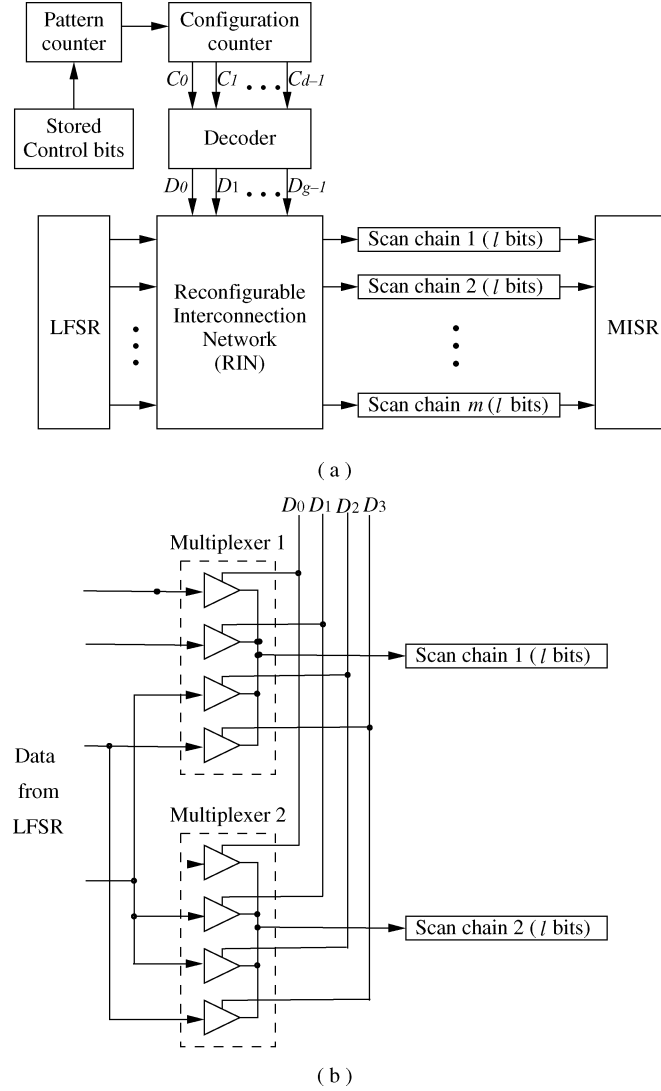 Pattern
counter
Configuration
counter
C0 C1 • • • Cd–1
Stored
Control bits
Decoder
D0 D1 • • • Dg–1
LFSR
Reconfigurable
Interconnection
Network
(RIN)
Scan chain 1 (l bits)
Scan chain 2 (l bits)
Scan chain m (l bits)
MISR
( a )
D0 D1 D2 D3
Multiplexer 1
Scan chain 1 (l bits)
Data
from
LFSR
Multiplexer 2
Scan chain 2 (l bits)
( b )